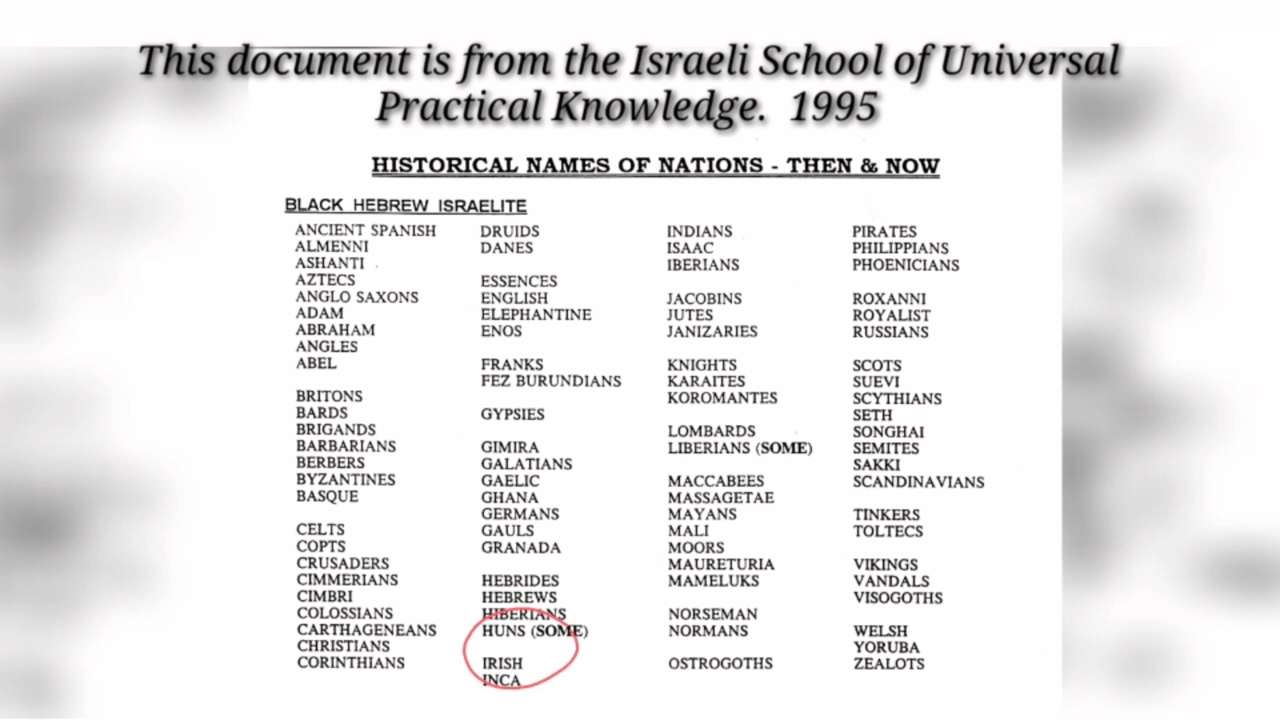 This document is from the Israeli School of Universal
Practical Knowledge. 1995
HISTORICAL NAMES OF NATIONS - THEN & NOW
BLACK HEBREW ISRAELITE
ANCIENT SPANISH
ALMENNI
ASHANTI
AZTECS
ANGLO SAXONS
ADAM
ABRAHAM
ANGLES
ABEL
BRITONS
BARDS
BRIGANDS
BARBARIANS
BERBERS
BYZANTINES
BASQUE
CELTS
COPTS
CRUSADERS
CIMMERIANS
CIMBRI
COLOSSIANS
CARTHAGENEANS
CHRISTIANS
CORINTHIANS
DRUIDS
DANES
ESSENCES
ENGLISH
ELEPHANTINE
ENOS
FRANKS
FEZ BURUNDIANS
GYPSIES
GIMIRA
GALATIANS
GAELIC
GHANA
GERMANS
GAULS
GRANADA
HEBRIDES
HEBREWS
HIBERIANS
HUNS (SOME)
IRISH
INCA
INDIANS
ISAAC
IBERIANS
JACOBINS
JUTES
JANIZARIES
KNIGHTS
KARAITES
KOROMANTES
LOMBARDS
LIBERIANS (SOME)
MACCABEES
MASSAGETAE
MAYANS
MALI
MOORS
MAURETURIA
MAMELUKS
NORSEMAN
NORMANS
OSTROGOTHS
PIRATES
PHILIPPIANS
PHOENICIANS
ROXANNI
ROYALIST
RUSSIANS
SCOTS
SUEVI
SCYTHIANS
SETH
SONGHAI
SEMITES
SAKKI
SCANDINAVIANS
TINKERS
TOLTECS
VIKINGS
VANDALS
VISOGOTHS
WELSH
YORUBA
ZEALOTS